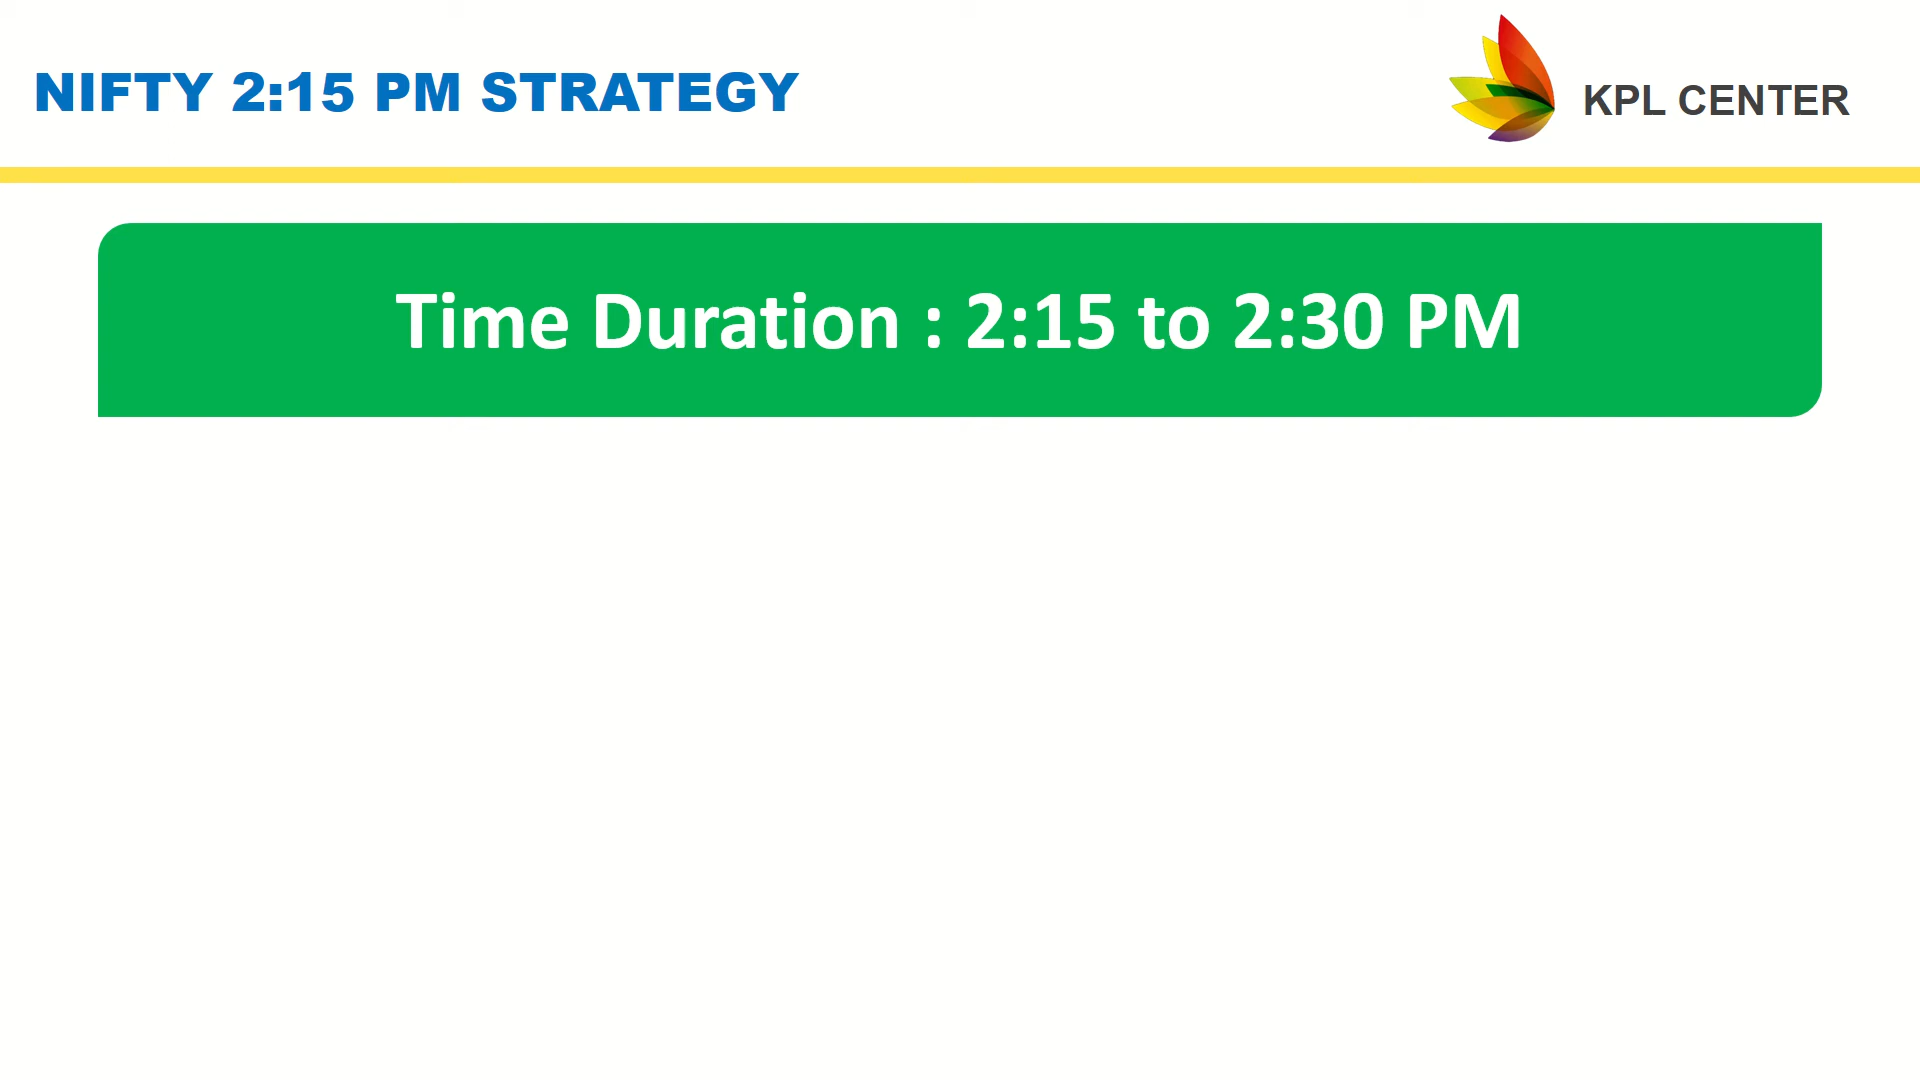 NIFTY 2:15 PM STRATEGY
KPL CENTER
Time Duration : 2:15 to 2:30 PM